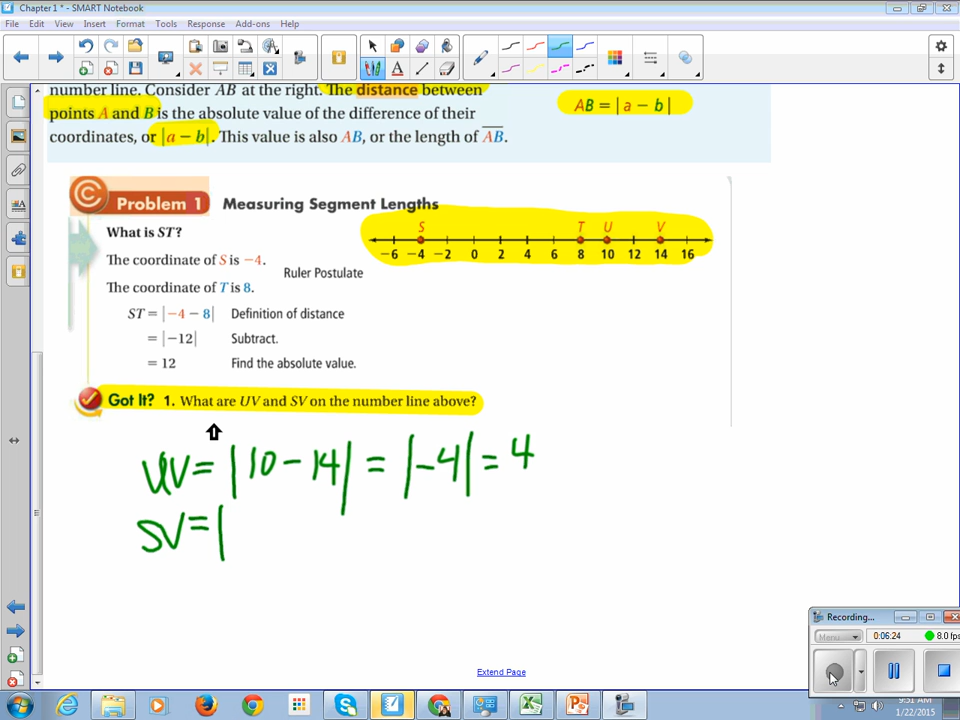 Chapter 1 * - SMART Notebook
File Edit View Insert Format Tools Response Add-ons Help
number line. Consider AB at the right. The distance between
points A and B is the absolute value of the difference of their
coordinates, or |a − b|. This value is also AB, or the length of AB.
AB = | a − b |
Problem 1 Measuring Segment Lengths
What is ST?
S T U V
−6 −4 −2 0 2 4 6 8 10 12 14 16
The coordinate of S is −4.
Ruler Postulate
The coordinate of T is 8.
ST = |−4 − 8| Definition of distance
= |−12| Subtract.
= 12 Find the absolute value.
Got It? 1. What are UV and SV on the number line above?
UV = |10 − 14| = |−4| = 4
SV = |
Recording...
Menu
0:06:24 8.0 fp
Extend Page
9:51 AM
1/22/2015